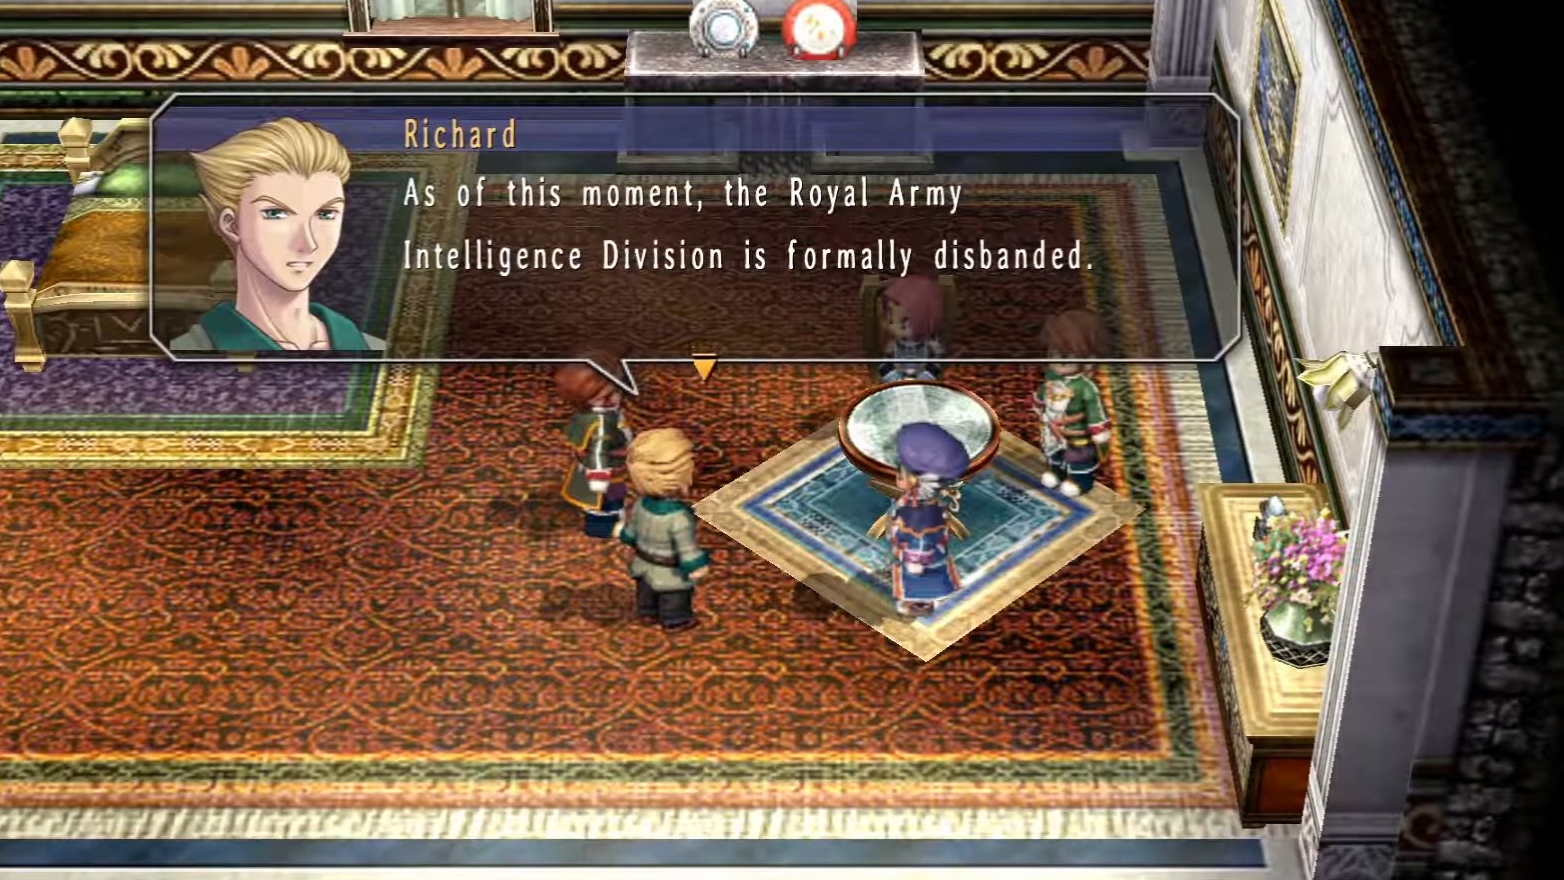 Richard
As of this moment, the Royal Army
Intelligence Division is formally disbanded.